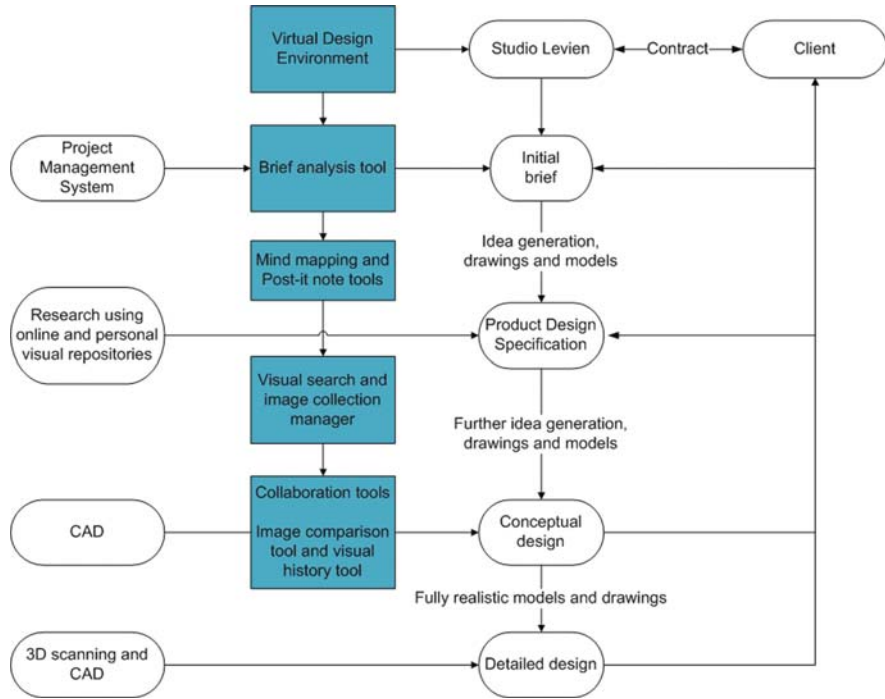 Virtual Design
Environment
Studio Levien
Contract
Client
Project
Management
System
Brief analysis tool
Initial
brief
Mind mapping and
Post-it note tools
Idea generation,
drawings and models
Research using
online and personal
visual repositories
Product Design
Specification
Visual search and
image collection
manager
Further idea generation,
drawings and models
CAD
Collaboration tools
Image comparison
tool and visual
history tool
Conceptual
design
Fully realistic models and drawings
3D scanning and
CAD
Detailed design